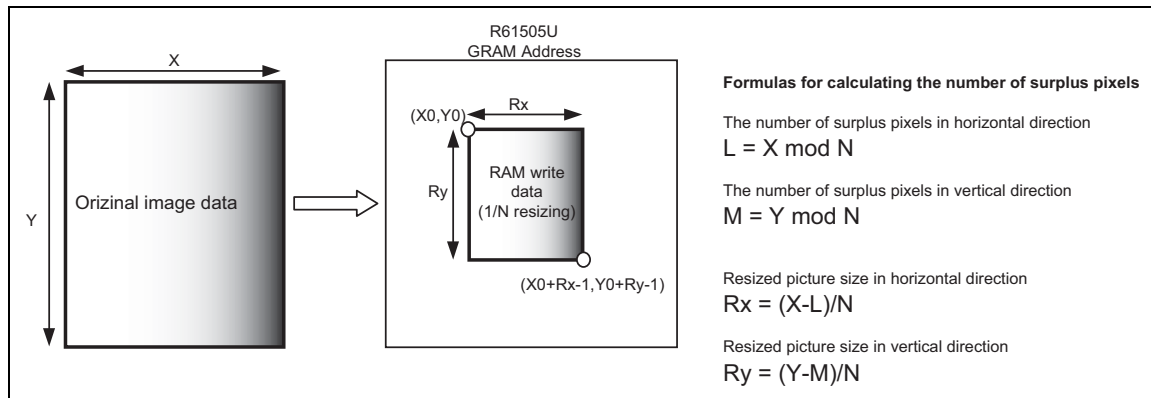 R61505U
GRAM Address
X
Y
Orizinal image data
(X0,Y0)
Rx
Ry
RAM write
data
(1/N resizing)
(X0+Rx-1,Y0+Ry-1)
Formulas for calculating the number of surplus pixels
The number of surplus pixels in horizontal direction
L = X mod N
The number of surplus pixels in vertical direction
M = Y mod N
Resized picture size in horizontal direction
Rx = (X-L)/N
Resized picture size in vertical direction
Ry = (Y-M)/N